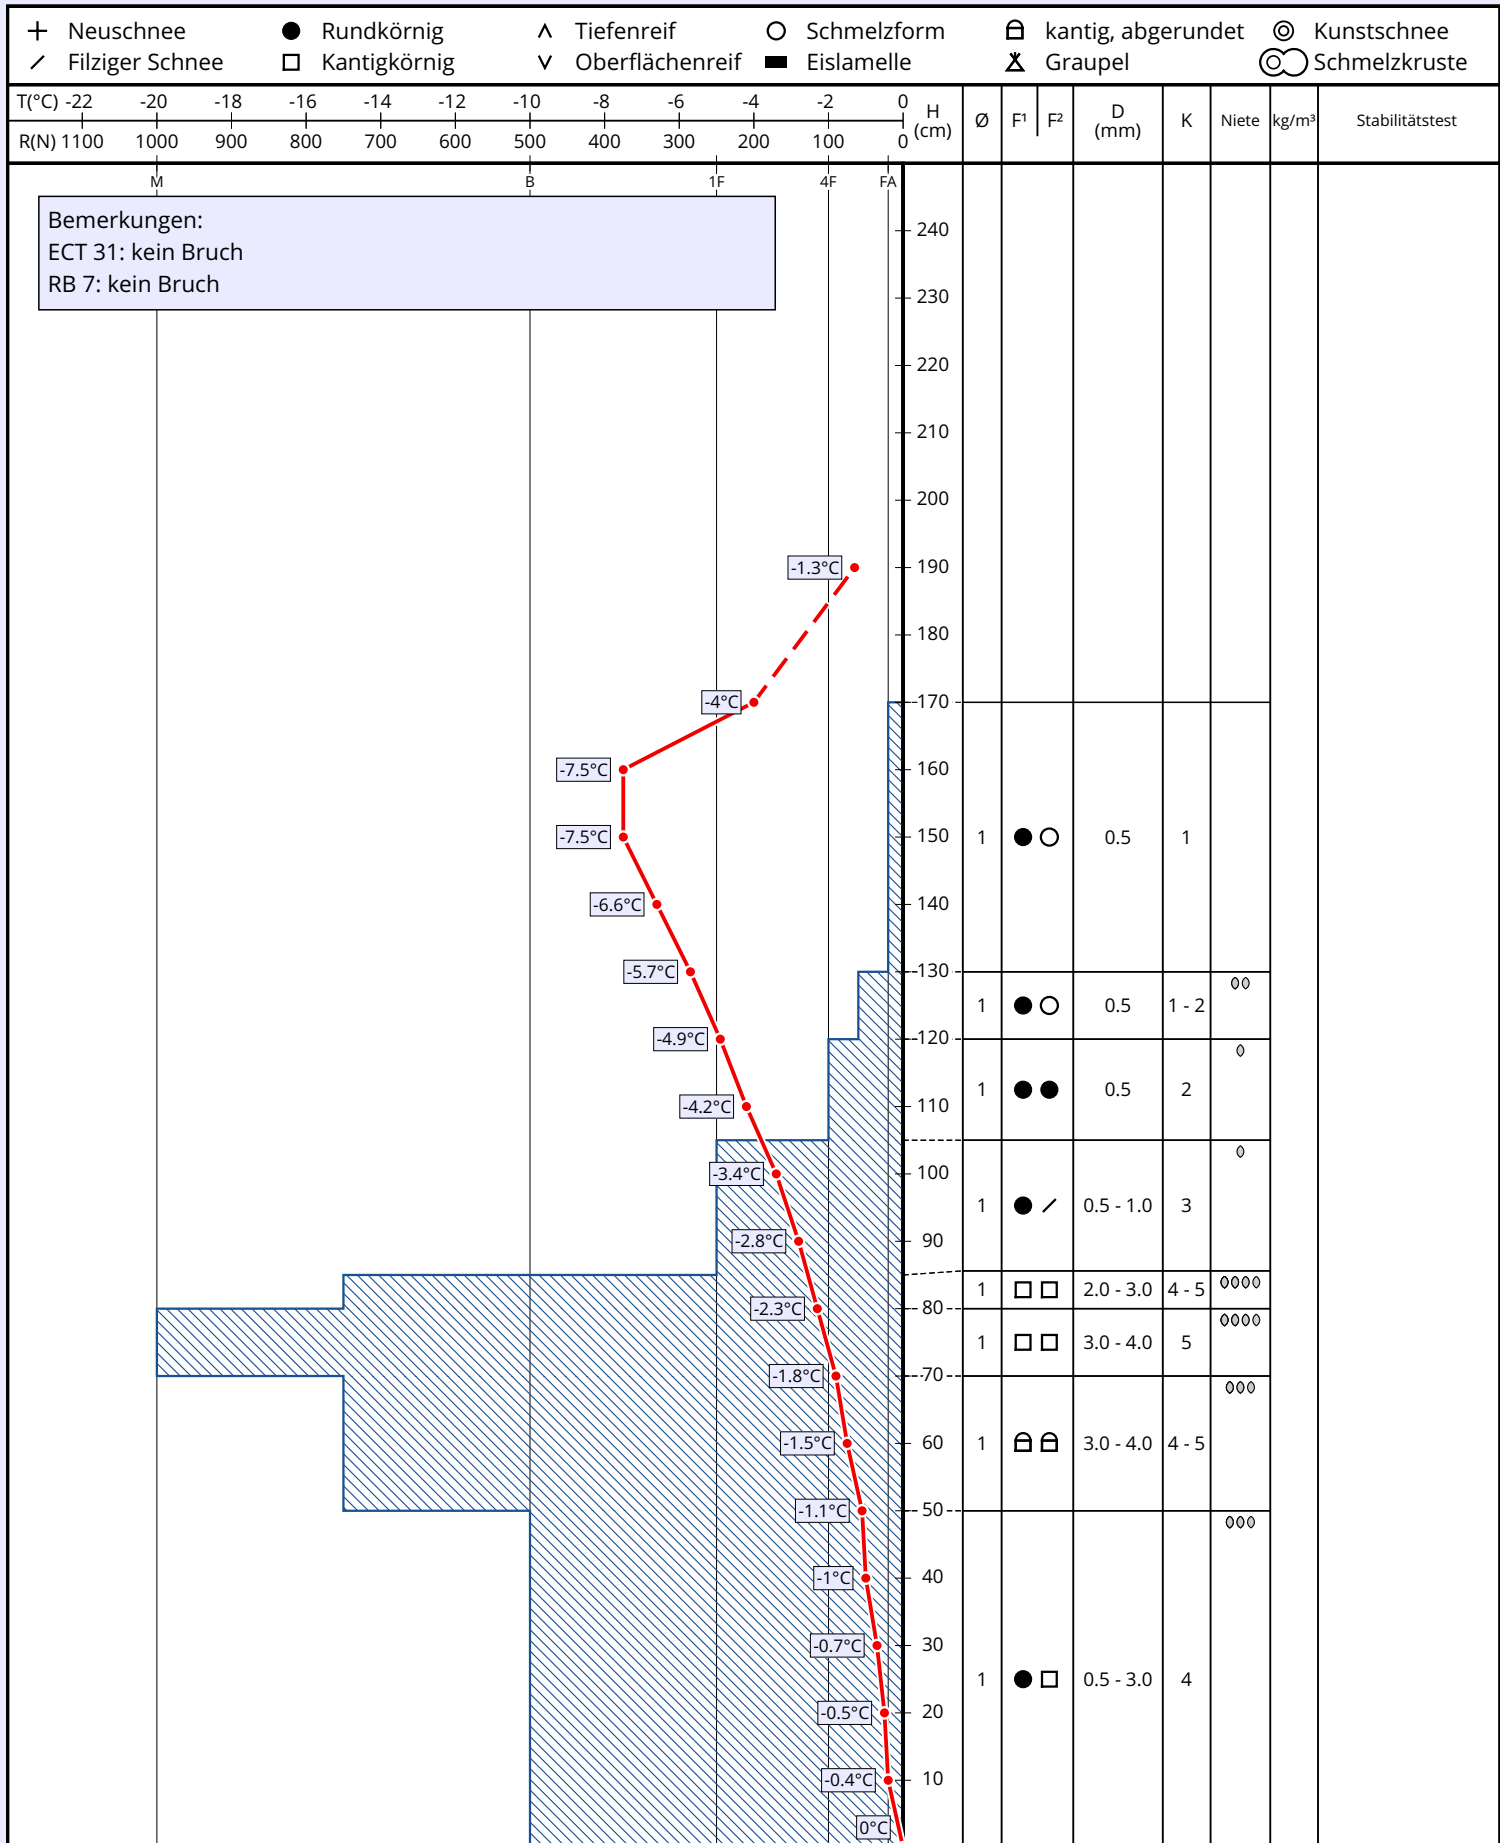 Neuschnee Rundkörnig Tiefenreif Schmelzform kantig, abgerundet Kunstschnee
Filziger Schnee Kantigkörnig Oberflächenreif Eislamelle Graupel Schmelzkruste
T(°C) -22 -20 -18 -16 -14 -12 -10 -8 -6 -4 -2 0
R(N) 1100 1000 900 800 700 600 500 400 300 200 100 0
H (cm) Ø F¹ F² D (mm) K Niete kg/m³ Stabilitätstest
M B 1F 4F FA
Bemerkungen:
ECT 31: kein Bruch
RB 7: kein Bruch
240
230
220
210
200
-1.3°C 190
180
-4°C 170
-7.5°C 160
-7.5°C 150 1 0.5 1
-6.6°C 140
-5.7°C 130
1 0.5 1 - 2
-4.9°C 120
1 0.5 2
-4.2°C 110
-3.4°C 100
1 0.5 - 1.0 3
-2.8°C 90
1 2.0 - 3.0 4 - 5
-2.3°C 80
1 3.0 - 4.0 5
-1.8°C 70
-1.5°C 60 1 3.0 - 4.0 4 - 5
-1.1°C 50
-1°C 40
-0.7°C 30
1 0.5 - 3.0 4
-0.5°C 20
-0.4°C 10
0°C